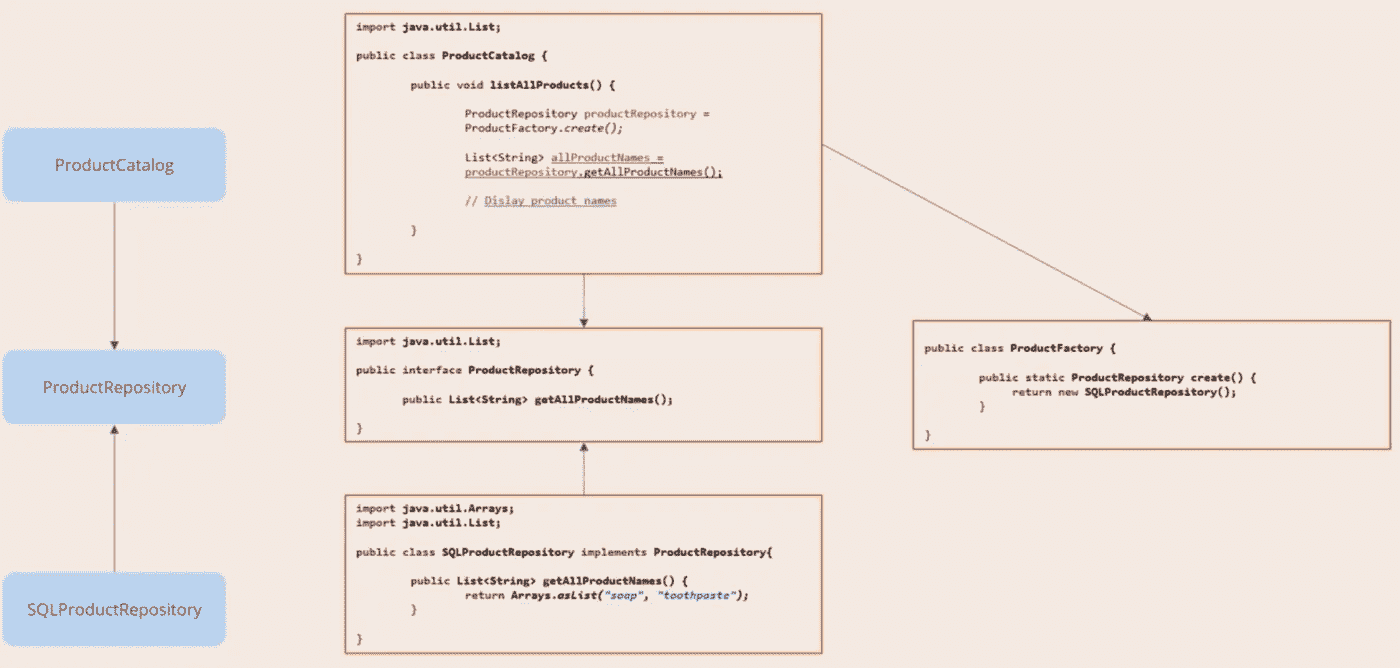 ProductCatalog
ProductRepository
SQLProductRepository
import java.util.List;
public class ProductCatalog {
public void listAllProducts() {
ProductRepository productRepository =
ProductFactory.create();
List<String> allProductNames =
productRepository.getAllProductNames();
// Dislay product names
}
}
import java.util.List;
public interface ProductRepository {
public List<String> getAllProductNames();
}
import java.util.Arrays;
import java.util.List;
public class SQLProductRepository implements ProductRepository{
public List<String> getAllProductNames() {
return Arrays.asList("soap", "toothpaste");
}
}
public class ProductFactory {
public static ProductRepository create() {
return new SQLProductRepository();
}
}